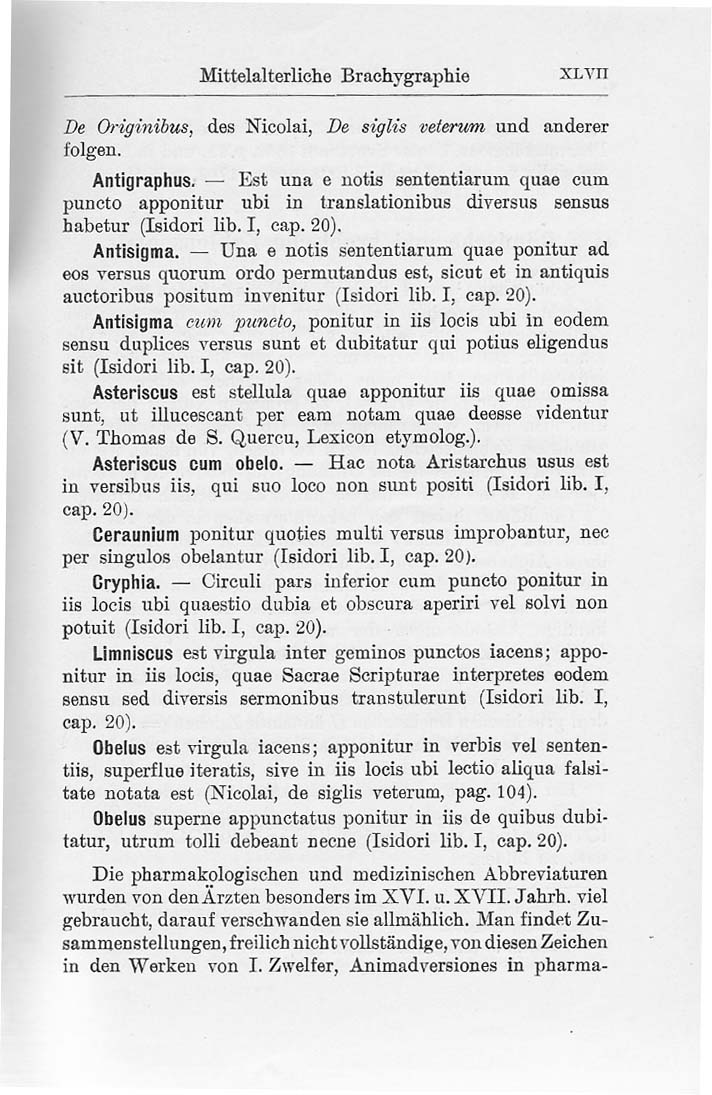 Mittelalterliche Brachygraphie XLVII
De Originibus, des Nicolai, De siglis veterum und anderer
folgen.
Antigraphus. — Est una e notis sententiarum quae cum
puncto apponitur ubi in translationibus diversus sensus
habetur (Isidori lib. I, cap. 20).
Antisigma. — Una e notis sententiarum quae ponitur ad
eos versus quorum ordo permutandus est, sicut et in antiquis
auctoribus positum invenitur (Isidori lib. I, cap. 20).
Antisigma cum puncto, ponitur in iis locis ubi in eodem
sensu duplices versus sunt et dubitatur qui potius eligendus
sit (Isidori lib. I, cap. 20).
Asteriscus est stellula quae apponitur iis quae omissa
sunt, ut illucescant per eam notam quae deesse videntur
(V. Thomas de S. Quercu, Lexicon etymolog.).
Asteriscus cum obelo. — Hac nota Aristarchus usus est
in versibus iis, qui suo loco non sunt positi (Isidori lib. I,
cap. 20).
Ceraunium ponitur quoties multi versus improbantur, nec
per singulos obelantur (Isidori lib. I, cap. 20).
Cryphia. — Circuli pars inferior cum puncto ponitur in
iis locis ubi quaestio dubia et obscura aperiri vel solvi non
potuit (Isidori lib. I, cap. 20).
Limniscus est virgula inter geminos punctos iacens; appo-
nitur in iis locis, quae Sacrae Scripturae interpretes eodem
sensu sed diversis sermonibus transtulerunt (Isidori lib. I,
cap. 20).
Obelus est virgula iacens; apponitur in verbis vel senten-
tiis, superflue iteratis, sive in iis locis ubi lectio aliqua falsi-
tate notata est (Nicolai, de siglis veterum, pag. 104).
Obelus superne appunctatus ponitur in iis de quibus dubi-
tatur, utrum tolli debeant necne (Isidori lib. I, cap. 20).
Die pharmakologischen und medizinischen Abbreviaturen
wurden von den Ärzten besonders im XVI. u. XVII. Jahrh. viel
gebraucht, darauf verschwanden sie allmählich. Man findet Zu-
sammenstellungen, freilich nicht vollständige, von diesen Zeichen
in den Werken von I. Zwelfer, Animadversiones in pharma-